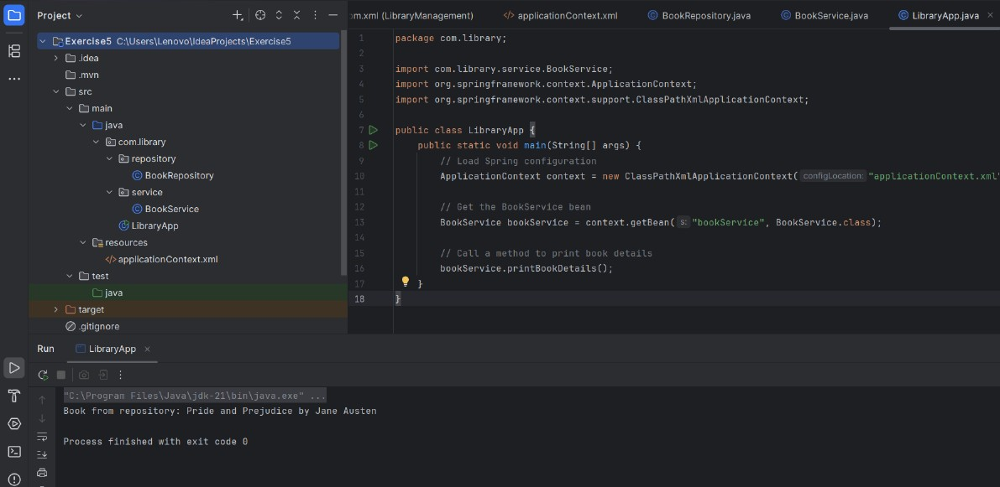 Project
Exercise5 C:\Users\Lenovo\IdeaProjects\Exercise5
.idea
.mvn
src
main
java
com.library
repository
BookRepository
service
BookService
LibraryApp
resources
applicationContext.xml
test
java
target
.gitignore
om.xml (LibraryManagement) applicationContext.xml BookRepository.java BookService.java LibraryApp.java
1 package com.library;
2
3 import com.library.service.BookService;
4 import org.springframework.context.ApplicationContext;
5 import org.springframework.context.support.ClassPathXmlApplicationContext;
6
7 public class LibraryApp {
8 public static void main(String[] args) {
9 // Load Spring configuration
10 ApplicationContext context = new ClassPathXmlApplicationContext( configLocation: "applicationContext.xml"
11
12 // Get the BookService bean
13 BookService bookService = context.getBean( s: "bookService", BookService.class);
14
15 // Call a method to print book details
16 bookService.printBookDetails();
17 }
18 }
Run LibraryApp
"C:\Program Files\Java\jdk-21\bin\java.exe" ...
Book from repository: Pride and Prejudice by Jane Austen
Process finished with exit code 0